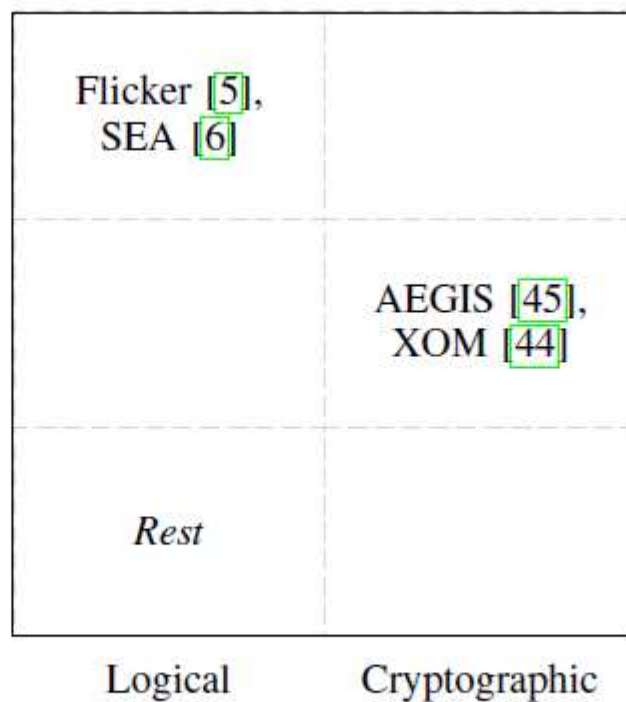 Flicker [5],
SEA [6]
AEGIS [45],
XOM [44]
Rest
Logical
Cryptographic